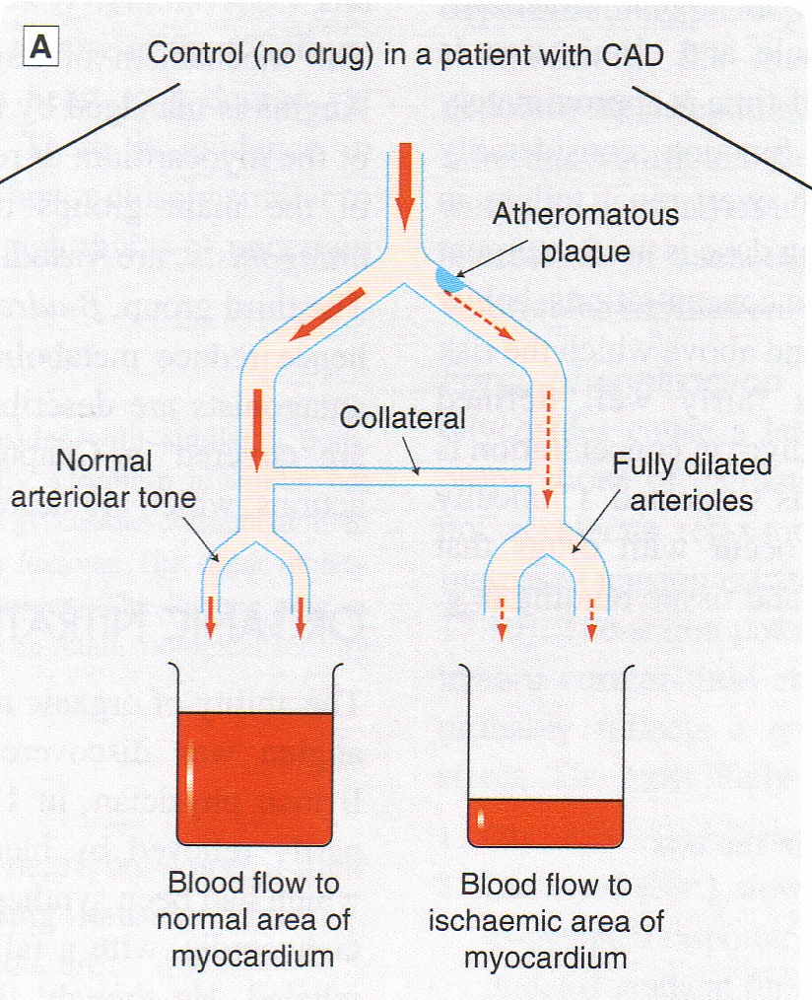 A
Control (no drug) in a patient with CAD
Atheromatous
plaque
Collateral
Normal
arteriolar tone
Fully dilated
arterioles
Blood flow to
normal area of
myocardium
Blood flow to
ischaemic area of
myocardium